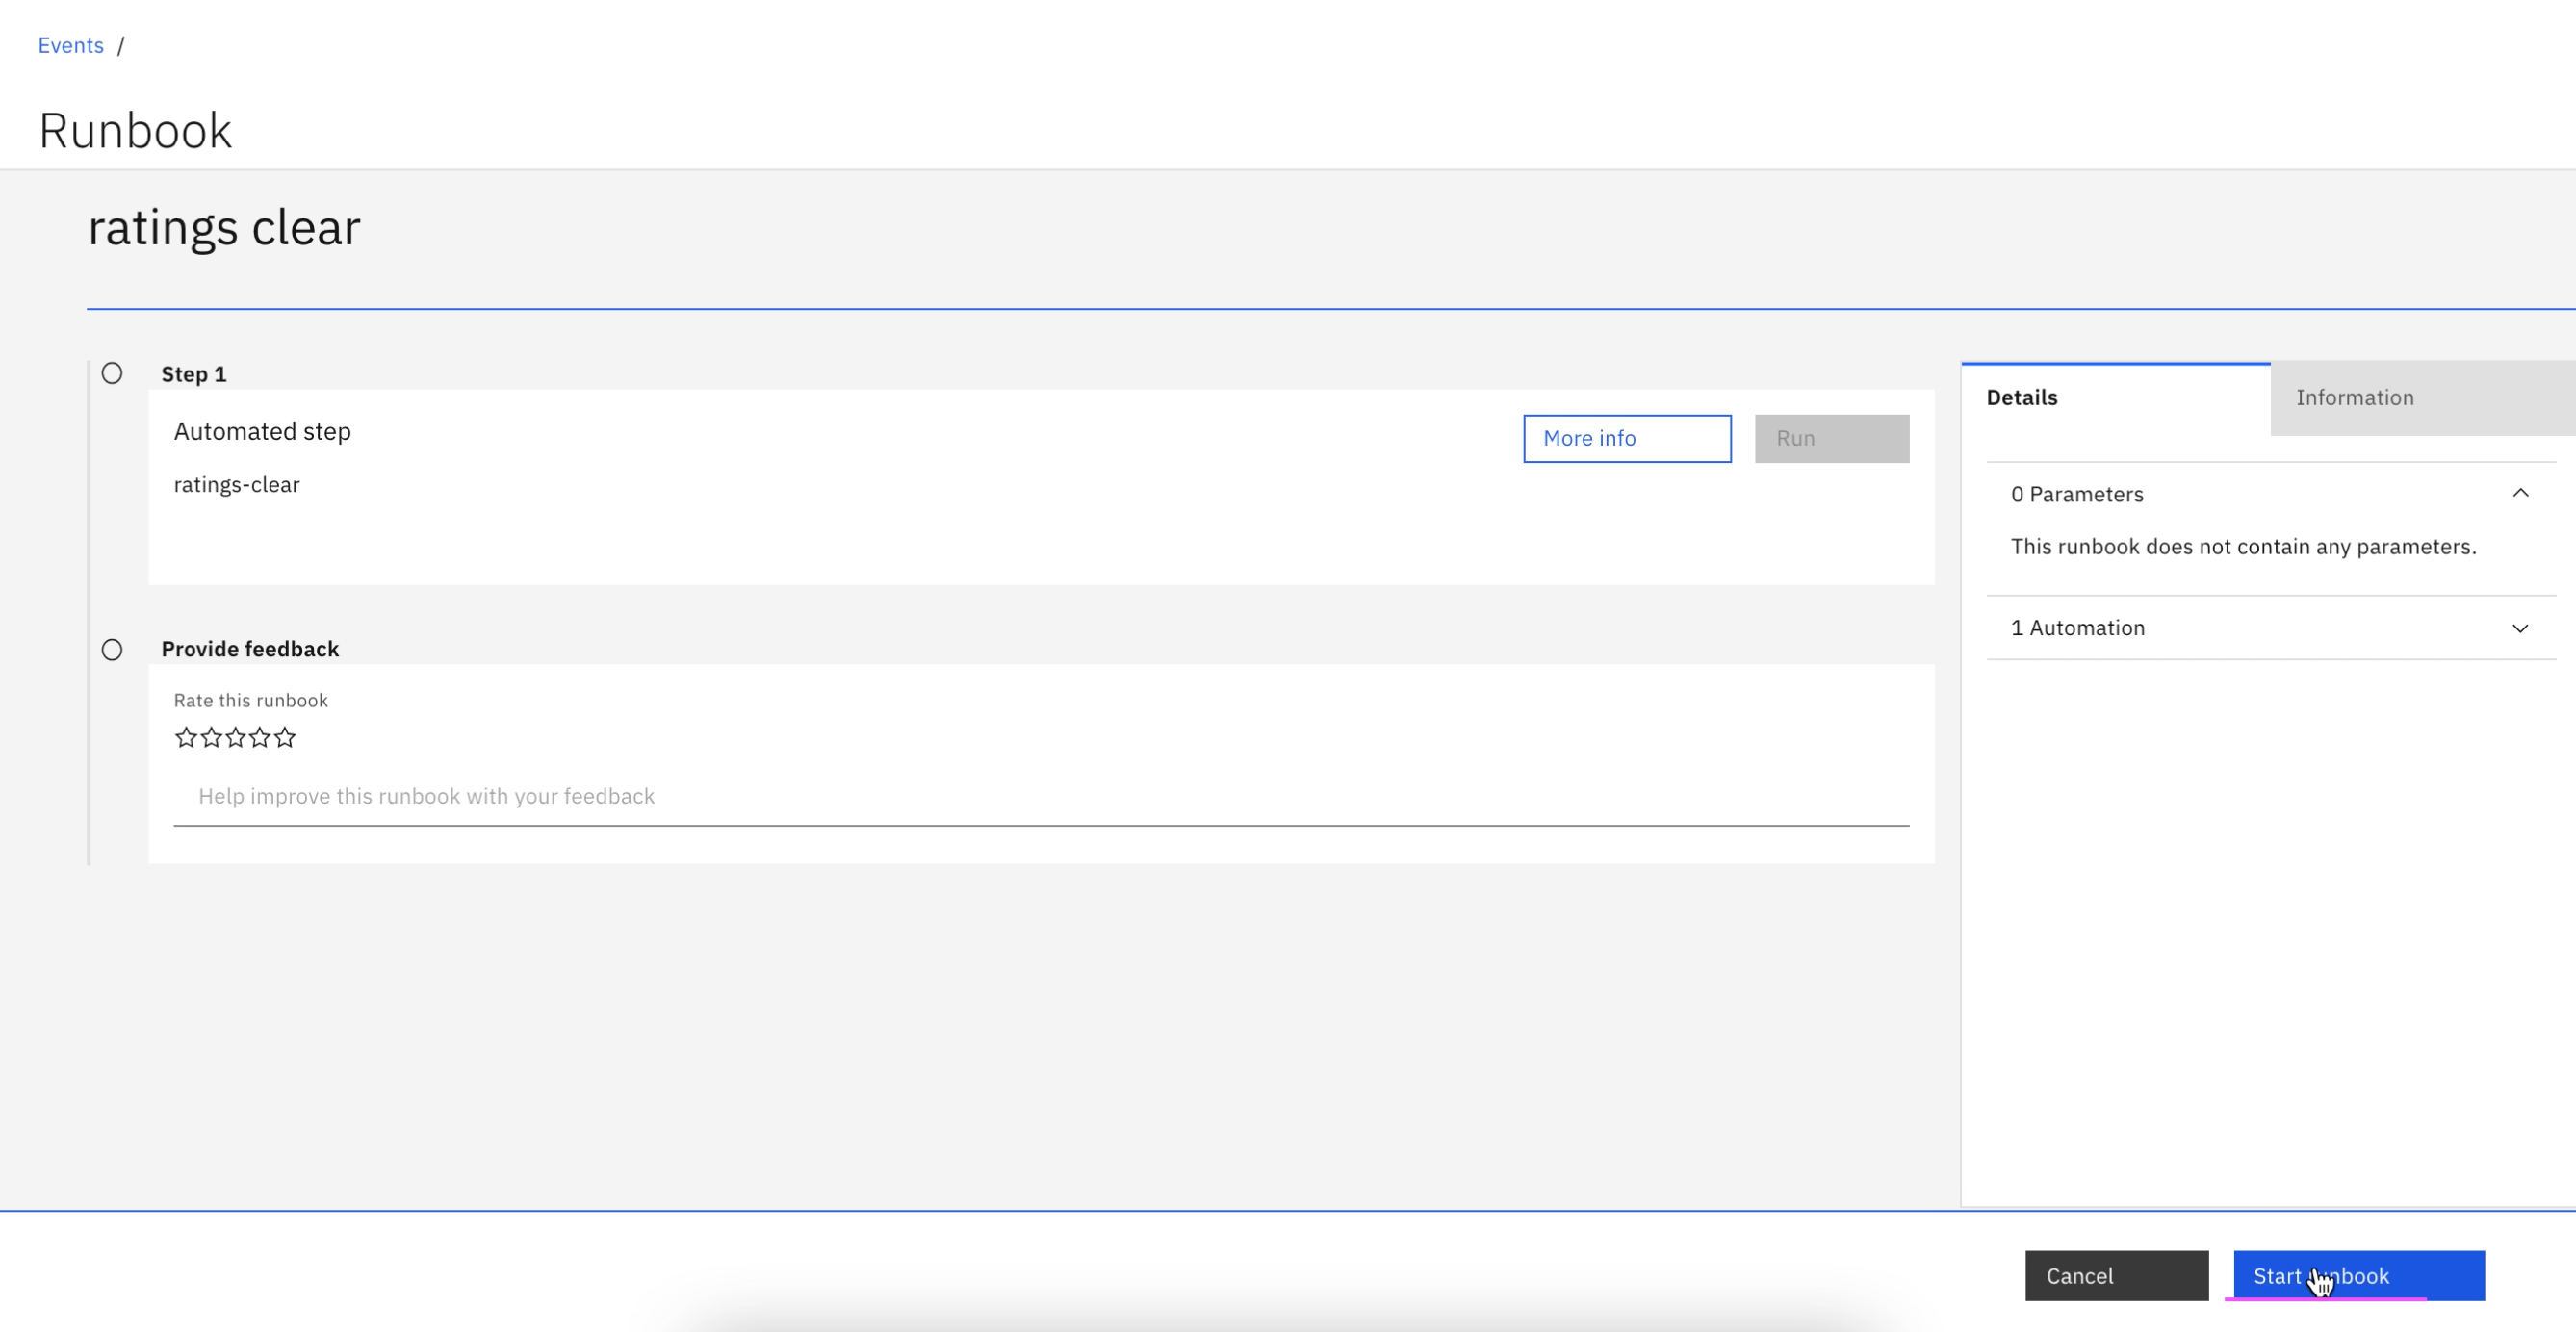 Events /
Runbook
ratings clear
Step 1
Automated step
More info
Run
ratings-clear
Provide feedback
Rate this runbook
Help improve this runbook with your feedback
Details
Information
0 Parameters
This runbook does not contain any parameters.
1 Automation
Cancel
Start runbook